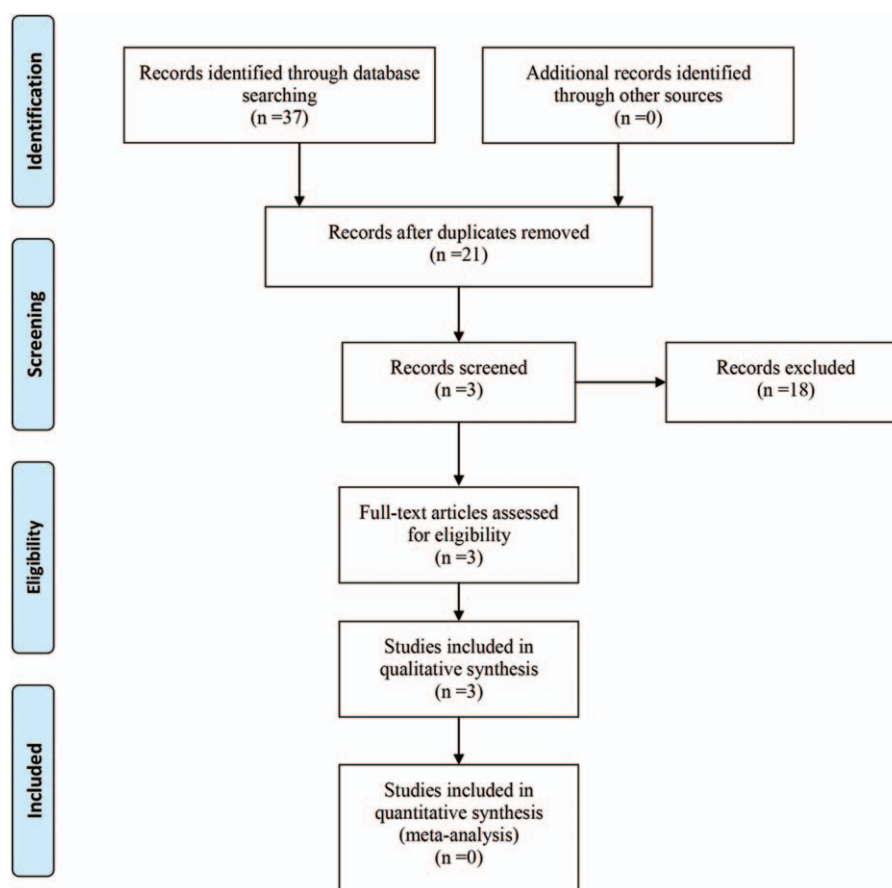 Identification
Records identified through database
searching
(n =37)
Additional records identified
through other sources
(n =0)
Records after duplicates removed
(n =21)
Screening
Records screened
(n =3)
Records excluded
(n =18)
Eligibility
Full-text articles assessed
for eligibility
(n =3)
Studies included in
qualitative synthesis
(n =3)
Included
Studies included in
quantitative synthesis
(meta-analysis)
(n =0)